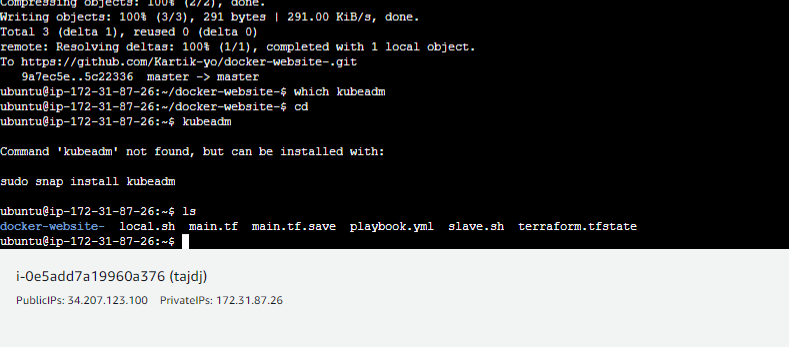 Compressing objects: 100% (2/2), done.
Writing objects: 100% (3/3), 291 bytes | 291.00 KiB/s, done.
Total 3 (delta 1), reused 0 (delta 0)
remote: Resolving deltas: 100% (1/1), completed with 1 local object.
To https://github.com/Kartik-yo/docker-website-.git
   9a7ec5e..5c22336  master -> master
ubuntu@ip-172-31-87-26:~/docker-website-$ which kubeadm
ubuntu@ip-172-31-87-26:~/docker-website-$ cd
ubuntu@ip-172-31-87-26:~$ kubeadm
Command 'kubeadm' not found, but can be installed with:
sudo snap install kubeadm
ubuntu@ip-172-31-87-26:~$ ls
docker-website-  local.sh  main.tf  main.tf.save  playbook.yml  slave.sh  terraform.tfstate
ubuntu@ip-172-31-87-26:~$
i-0e5add7a19960a376 (tajdj)
PublicIPs: 34.207.123.100    PrivateIPs: 172.31.87.26